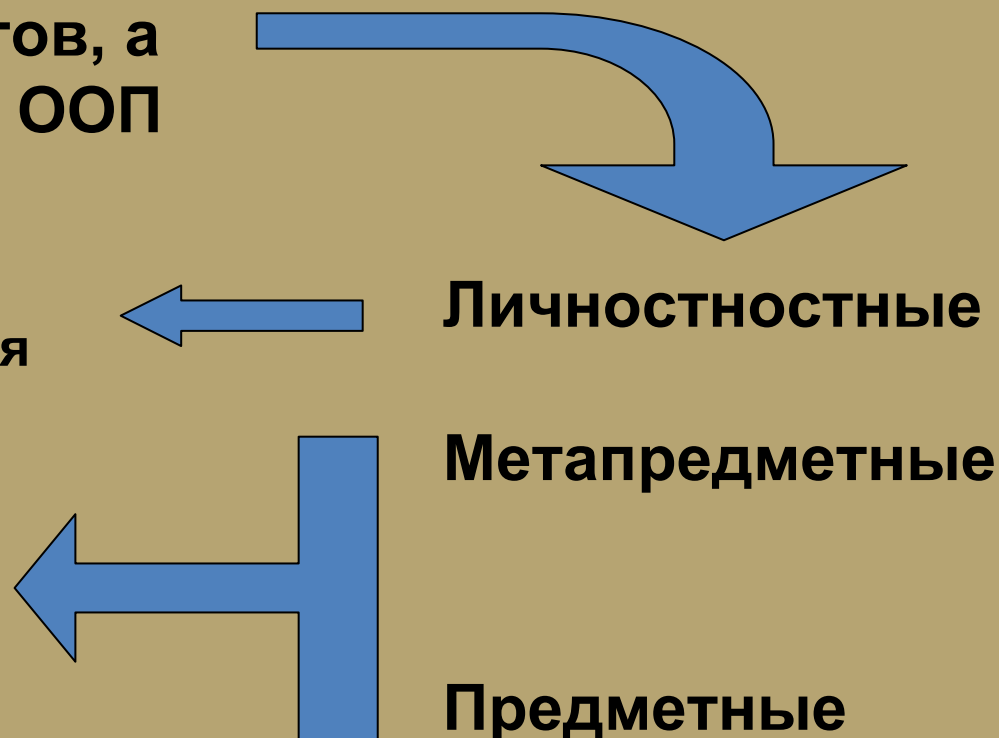 тов, а
ООП
Личностностные
я
Метапредметные
Предметные